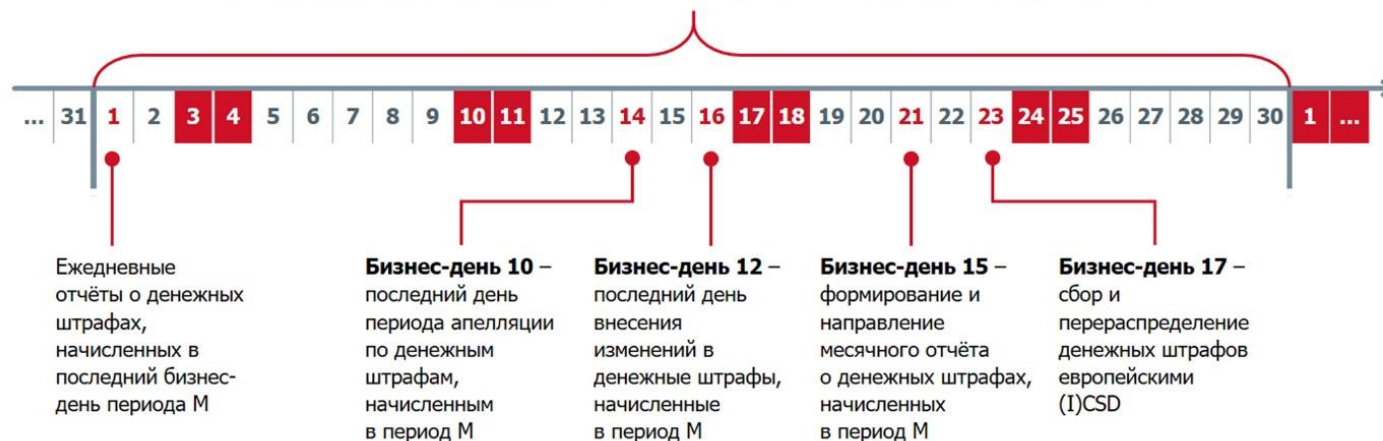 ... 31 1 2 3 4 5 6 7 8 9 10 11 12 13 14 15 16 17 18 19 20 21 22 23 24 25 26 27 28 29 30 1 ...
Ежедневные
отчёты о денежных
штрафах,
начисленных в
последний бизнес-
день периода М
Бизнес-день 10 –
последний день
периода апелляции
по денежным
штрафам,
начисленным
в период М
Бизнес-день 12 –
последний день
внесения
изменений в
денежные штрафы,
начисленные
в период М
Бизнес-день 15 –
формирование и
направление
месячного отчёта
о денежных штрафах,
начисленных
в период М
Бизнес-день 17 –
сбор и
перераспределение
денежных штрафов
европейскими
(I)CSD